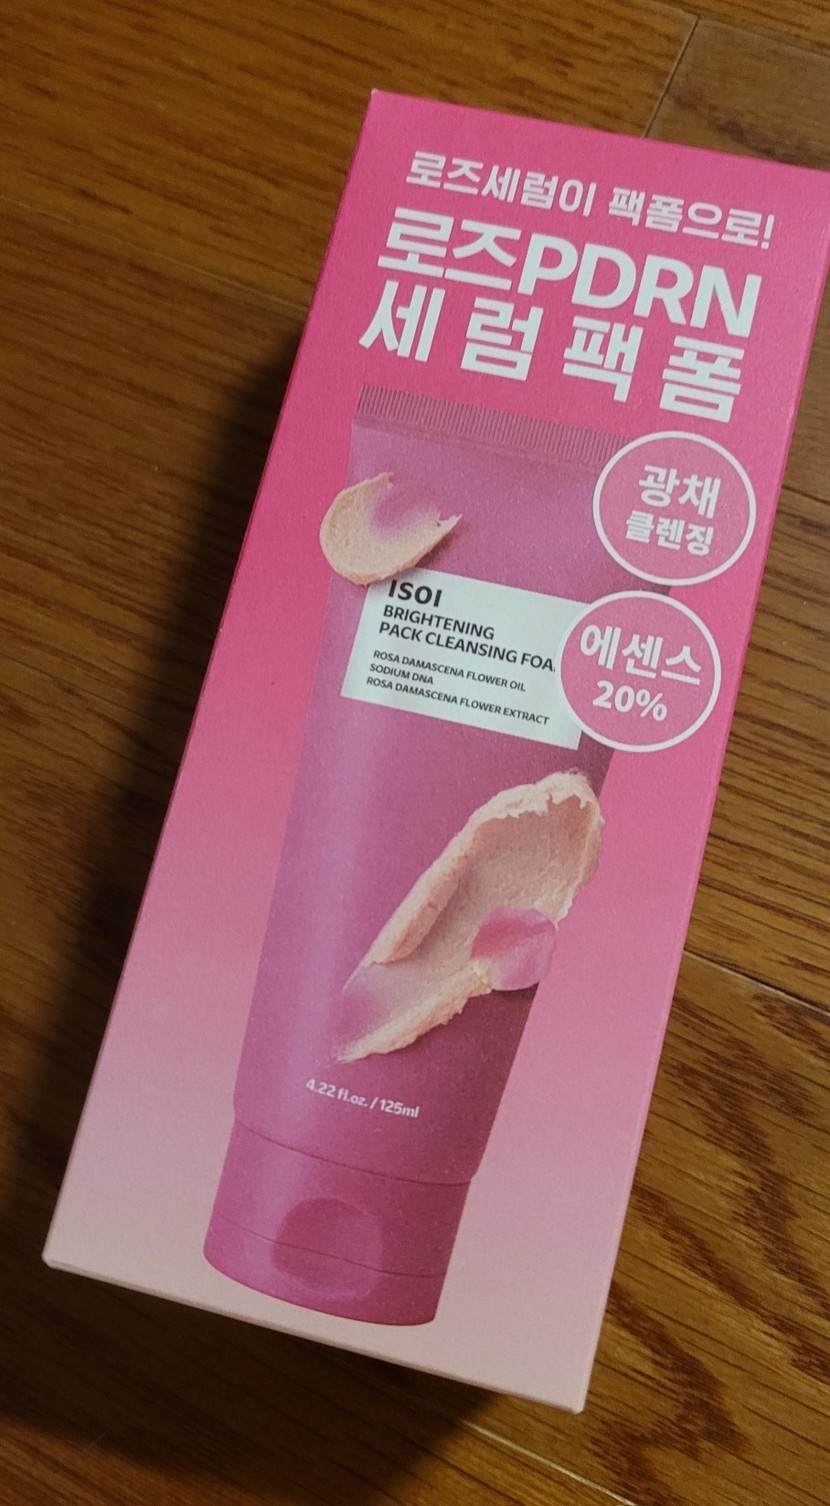 로즈세럼이 팩폼으로!
로즈PDRN
세럼팩폼
광채
클렌징
ISOI
BRIGHTENING
PACK CLEANSING
에센스
20%
ROSA DAMASCENA FLOWER OIL
SODIUM DNA
ROSA DAMASCENA FLOWER EXTRACT
4.22 fl.oz. / 125ml